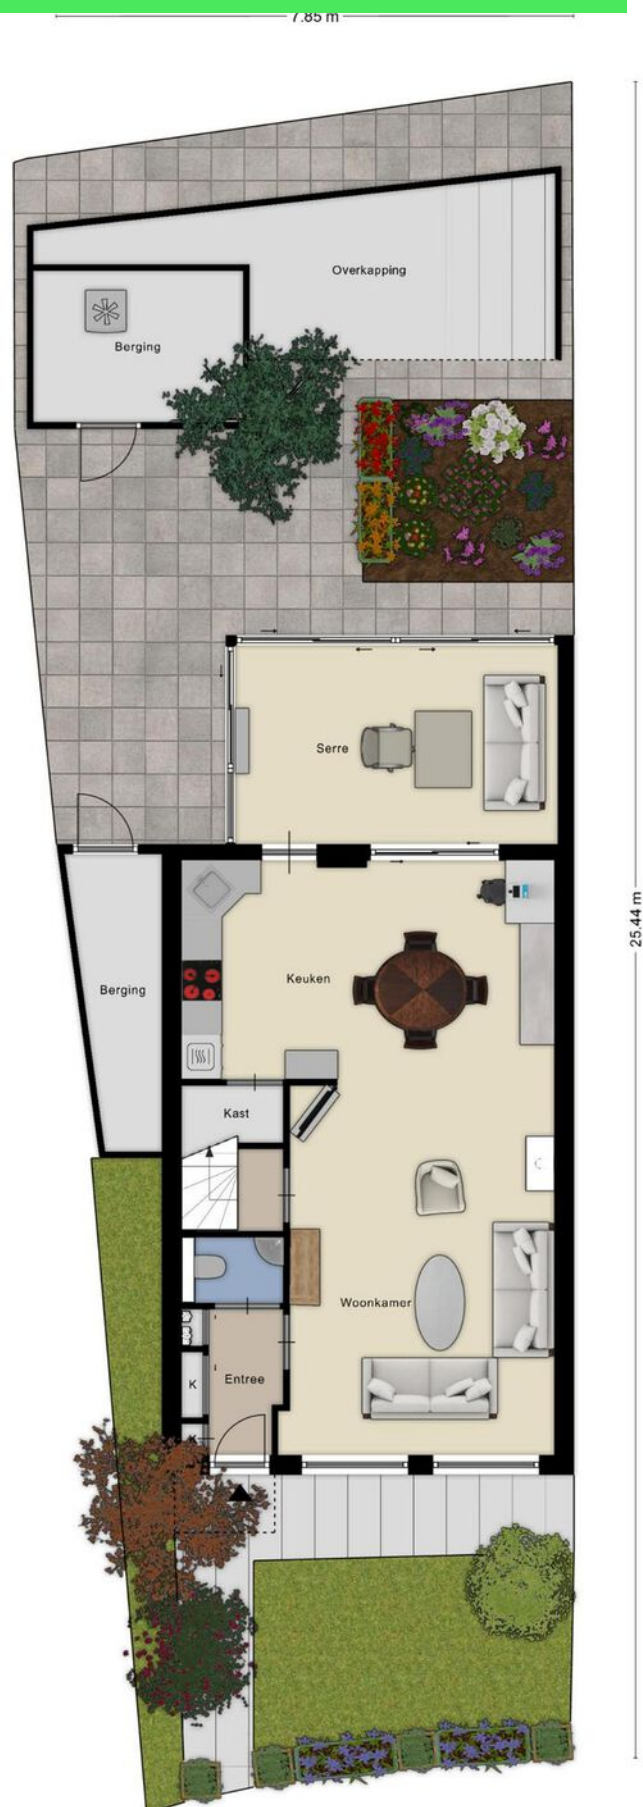 7.85 m
Overkapping
Berging
Serre
25.44 m
Keuken
Berging
Kast
Woonkamer
Entree
K
K